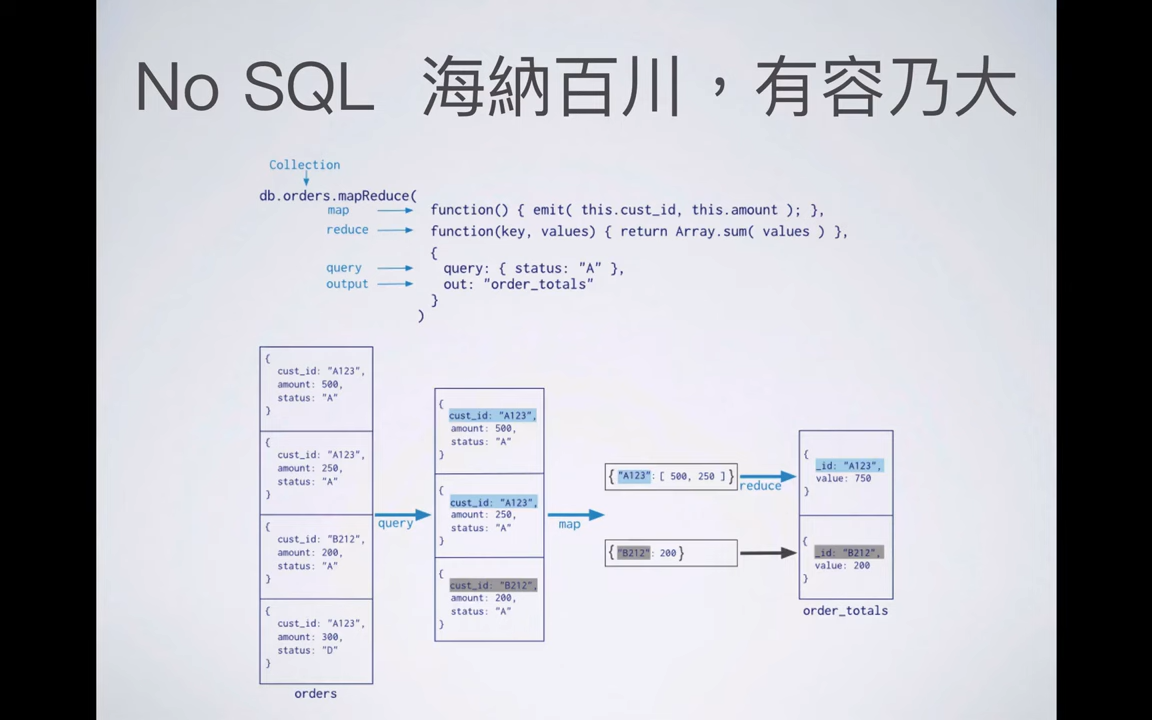 No SQL 海納百川，有容乃大
Collection
db.orders.mapReduce(
map function() { emit( this.cust_id, this.amount ); },
reduce function(key, values) { return Array.sum( values ) },
{
query query: { status: "A" },
output out: "order_totals"
}
)
{
cust_id: "A123",
amount: 500,
status: "A"
}
{
cust_id: "A123",
amount: 250,
status: "A"
}
{
cust_id: "B212",
amount: 200,
status: "A"
}
{
cust_id: "A123",
amount: 300,
status: "D"
}
orders
query
{
cust_id: "A123",
amount: 500,
status: "A"
}
{
cust_id: "A123",
amount: 250,
status: "A"
}
{
cust_id: "B212",
amount: 200,
status: "A"
}
map
{ "A123": [ 500, 250 ] }
{ "B212": 200 }
reduce
{
_id: "A123",
value: 750
}
{
_id: "B212",
value: 200
}
order_totals